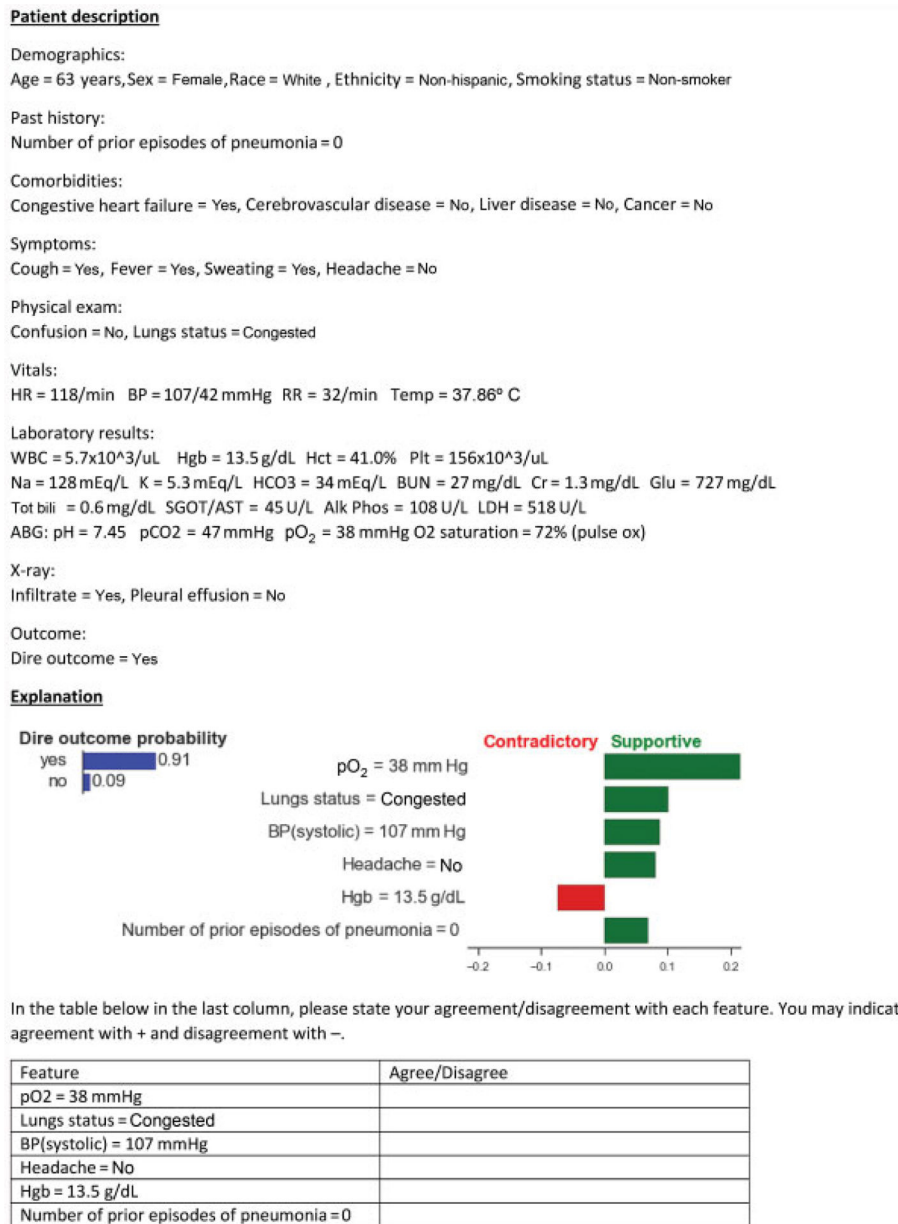 Patient description
Demographics:
Age = 63 years, Sex = Female, Race = White , Ethnicity = Non-hispanic, Smoking status = Non-smoker
Past history:
Number of prior episodes of pneumonia = 0
Comorbidities:
Congestive heart failure = Yes, Cerebrovascular disease = No, Liver disease = No, Cancer = No
Symptoms:
Cough = Yes, Fever = Yes, Sweating = Yes, Headache = No
Physical exam:
Confusion = No, Lungs status = Congested
Vitals:
HR = 118/min BP = 107/42 mmHg RR = 32/min Temp = 37.86° C
Laboratory results:
WBC = 5.7x10^3/uL Hgb = 13.5 g/dL Hct = 41.0% Plt = 156x10^3/uL
Na = 128 mEq/L K = 5.3 mEq/L HCO3 = 34 mEq/L BUN = 27 mg/dL Cr = 1.3 mg/dL Glu = 727 mg/dL
Tot bili = 0.6 mg/dL SGOT/AST = 45 U/L Alk Phos = 108 U/L LDH = 518 U/L
ABG: pH = 7.45 pCO2 = 47 mmHg pO₂ = 38 mmHg O2 saturation = 72% (pulse ox)
X-ray:
Infiltrate = Yes, Pleural effusion = No
Outcome:
Dire outcome = Yes
Explanation
Dire outcome probability
yes 0.91
no 0.09
Contradictory Supportive
pO₂ = 38 mm Hg
Lungs status = Congested
BP(systolic) = 107 mm Hg
Headache = No
Hgb = 13.5 g/dL
Number of prior episodes of pneumonia = 0
−0.2 −0.1 0.0 0.1 0.2
In the table below in the last column, please state your agreement/disagreement with each feature. You may indicat
agreement with + and disagreement with −.
Feature Agree/Disagree
pO2 = 38 mmHg
Lungs status = Congested
BP(systolic) = 107 mmHg
Headache = No
Hgb = 13.5 g/dL
Number of prior episodes of pneumonia = 0